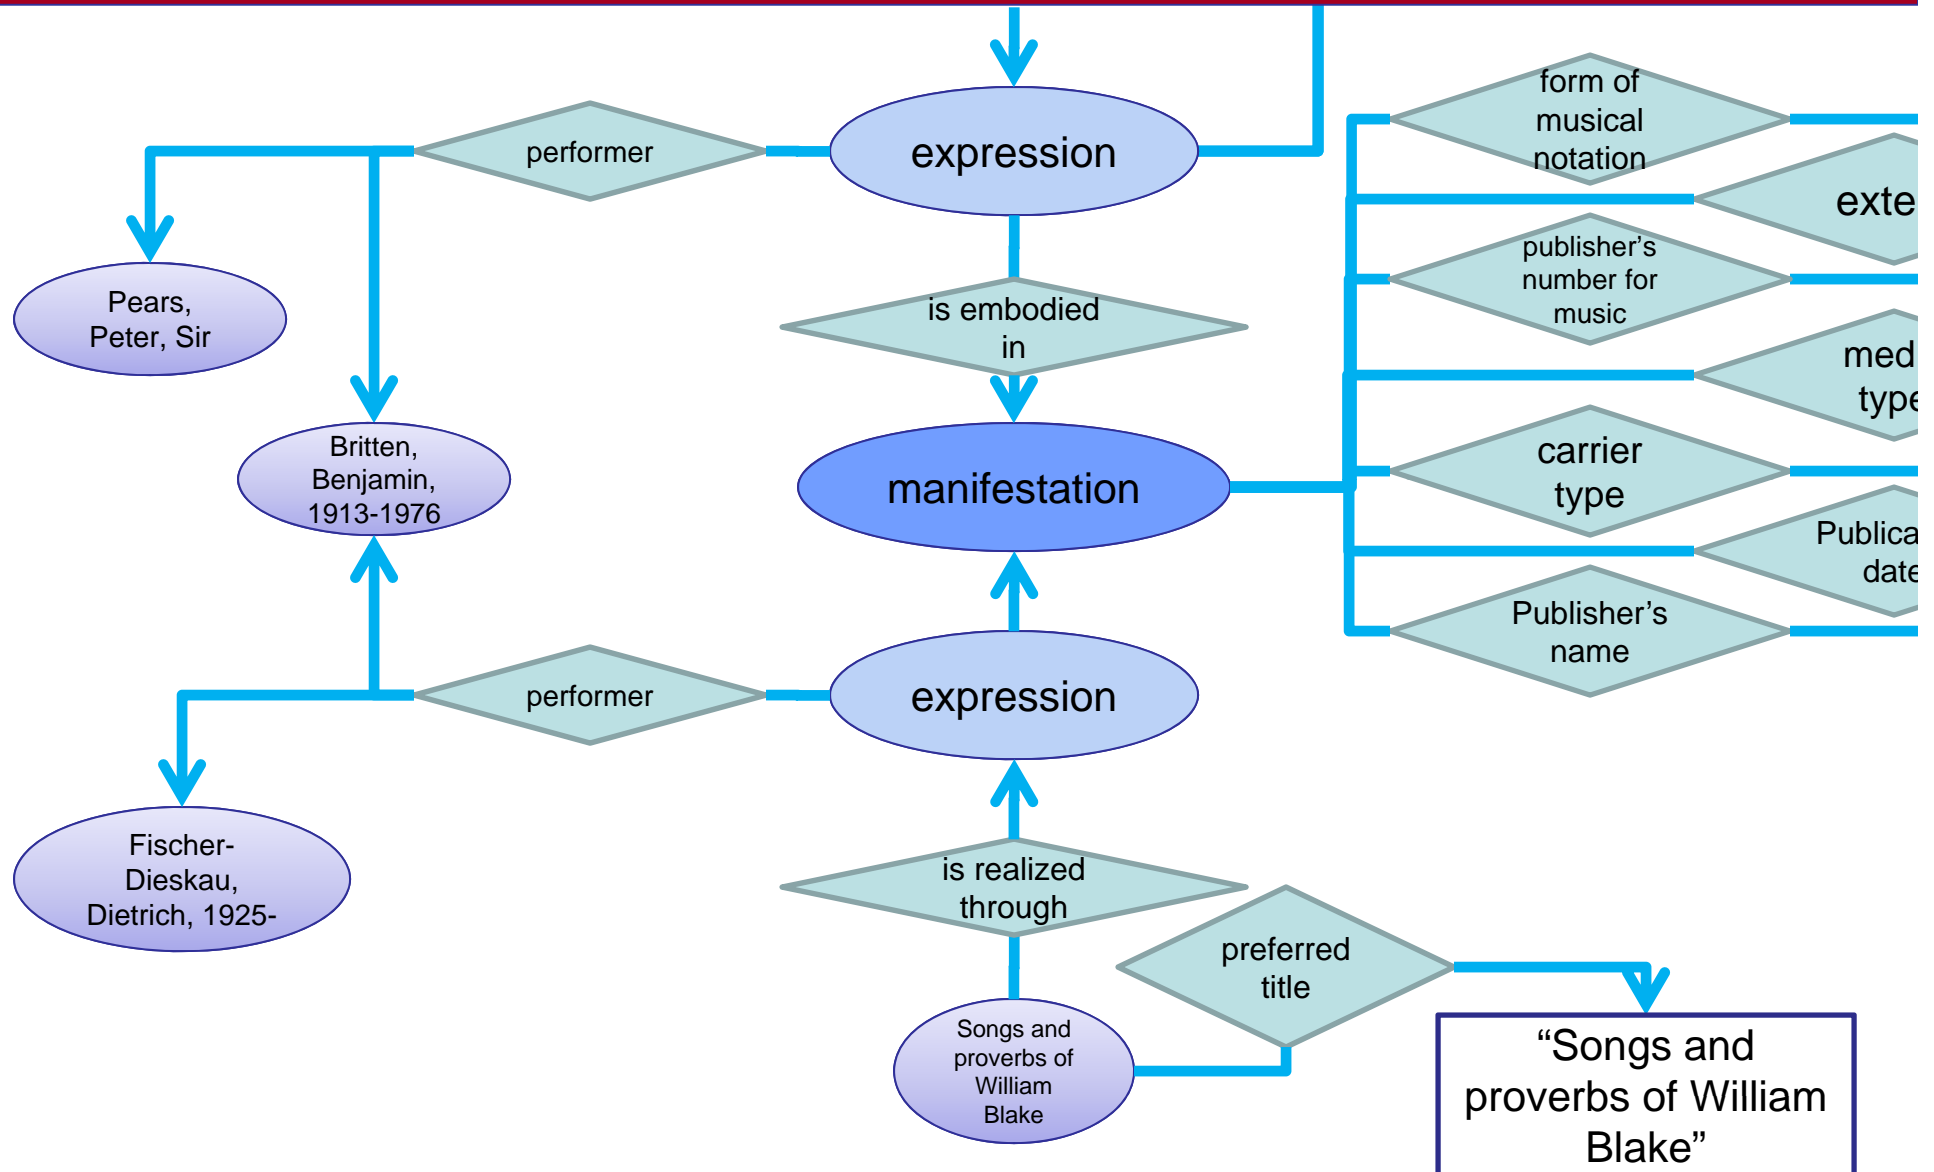 form of
musical
notation
performer
expression
publisher’s
number for
music
Pears,
Peter, Sir
is embodied
in
Britten,
Benjamin,
1913-1976
manifestation
carrier
type
date
Publisher’s
name
performer
expression
Fischer-
Dieskau,
Dietrich, 1925-
is realized
through
preferred
title
Songs and
proverbs of
William
Blake
“Songs and
proverbs of William
Blake”